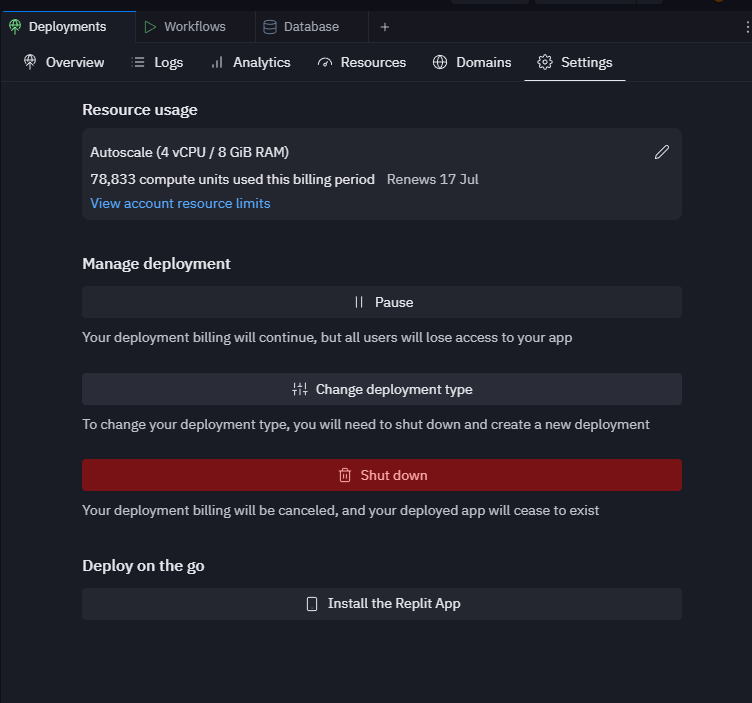 Deployments Workflows Database +
Overview Logs Analytics Resources Domains Settings
Resource usage
Autoscale (4 vCPU / 8 GiB RAM)
78,833 compute units used this billing period Renews 17 Jul
View account resource limits
Manage deployment
Pause
Your deployment billing will continue, but all users will lose access to your app
Change deployment type
To change your deployment type, you will need to shut down and create a new deployment
Shut down
Your deployment billing will be canceled, and your deployed app will cease to exist
Deploy on the go
Install the Replit App